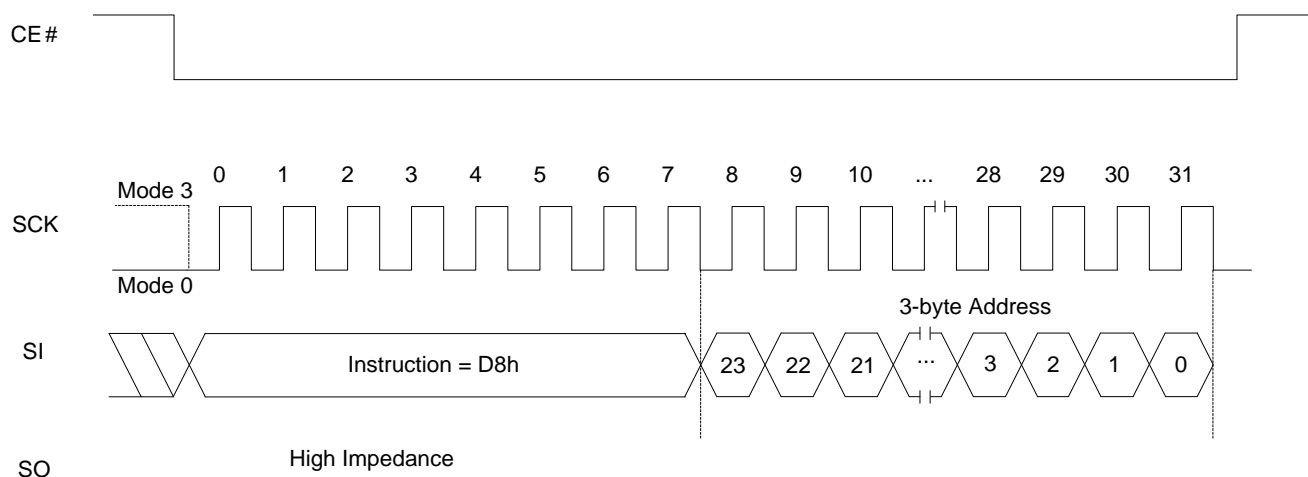 CE #
0 1 2 3 4 5 6 7 8 9 10 ... 28 29 30 31
Mode 3
SCK
Mode 0
3-byte Address
SI
Instruction = D8h 23 22 21 ... 3 2 1 0
High Impedance
SO